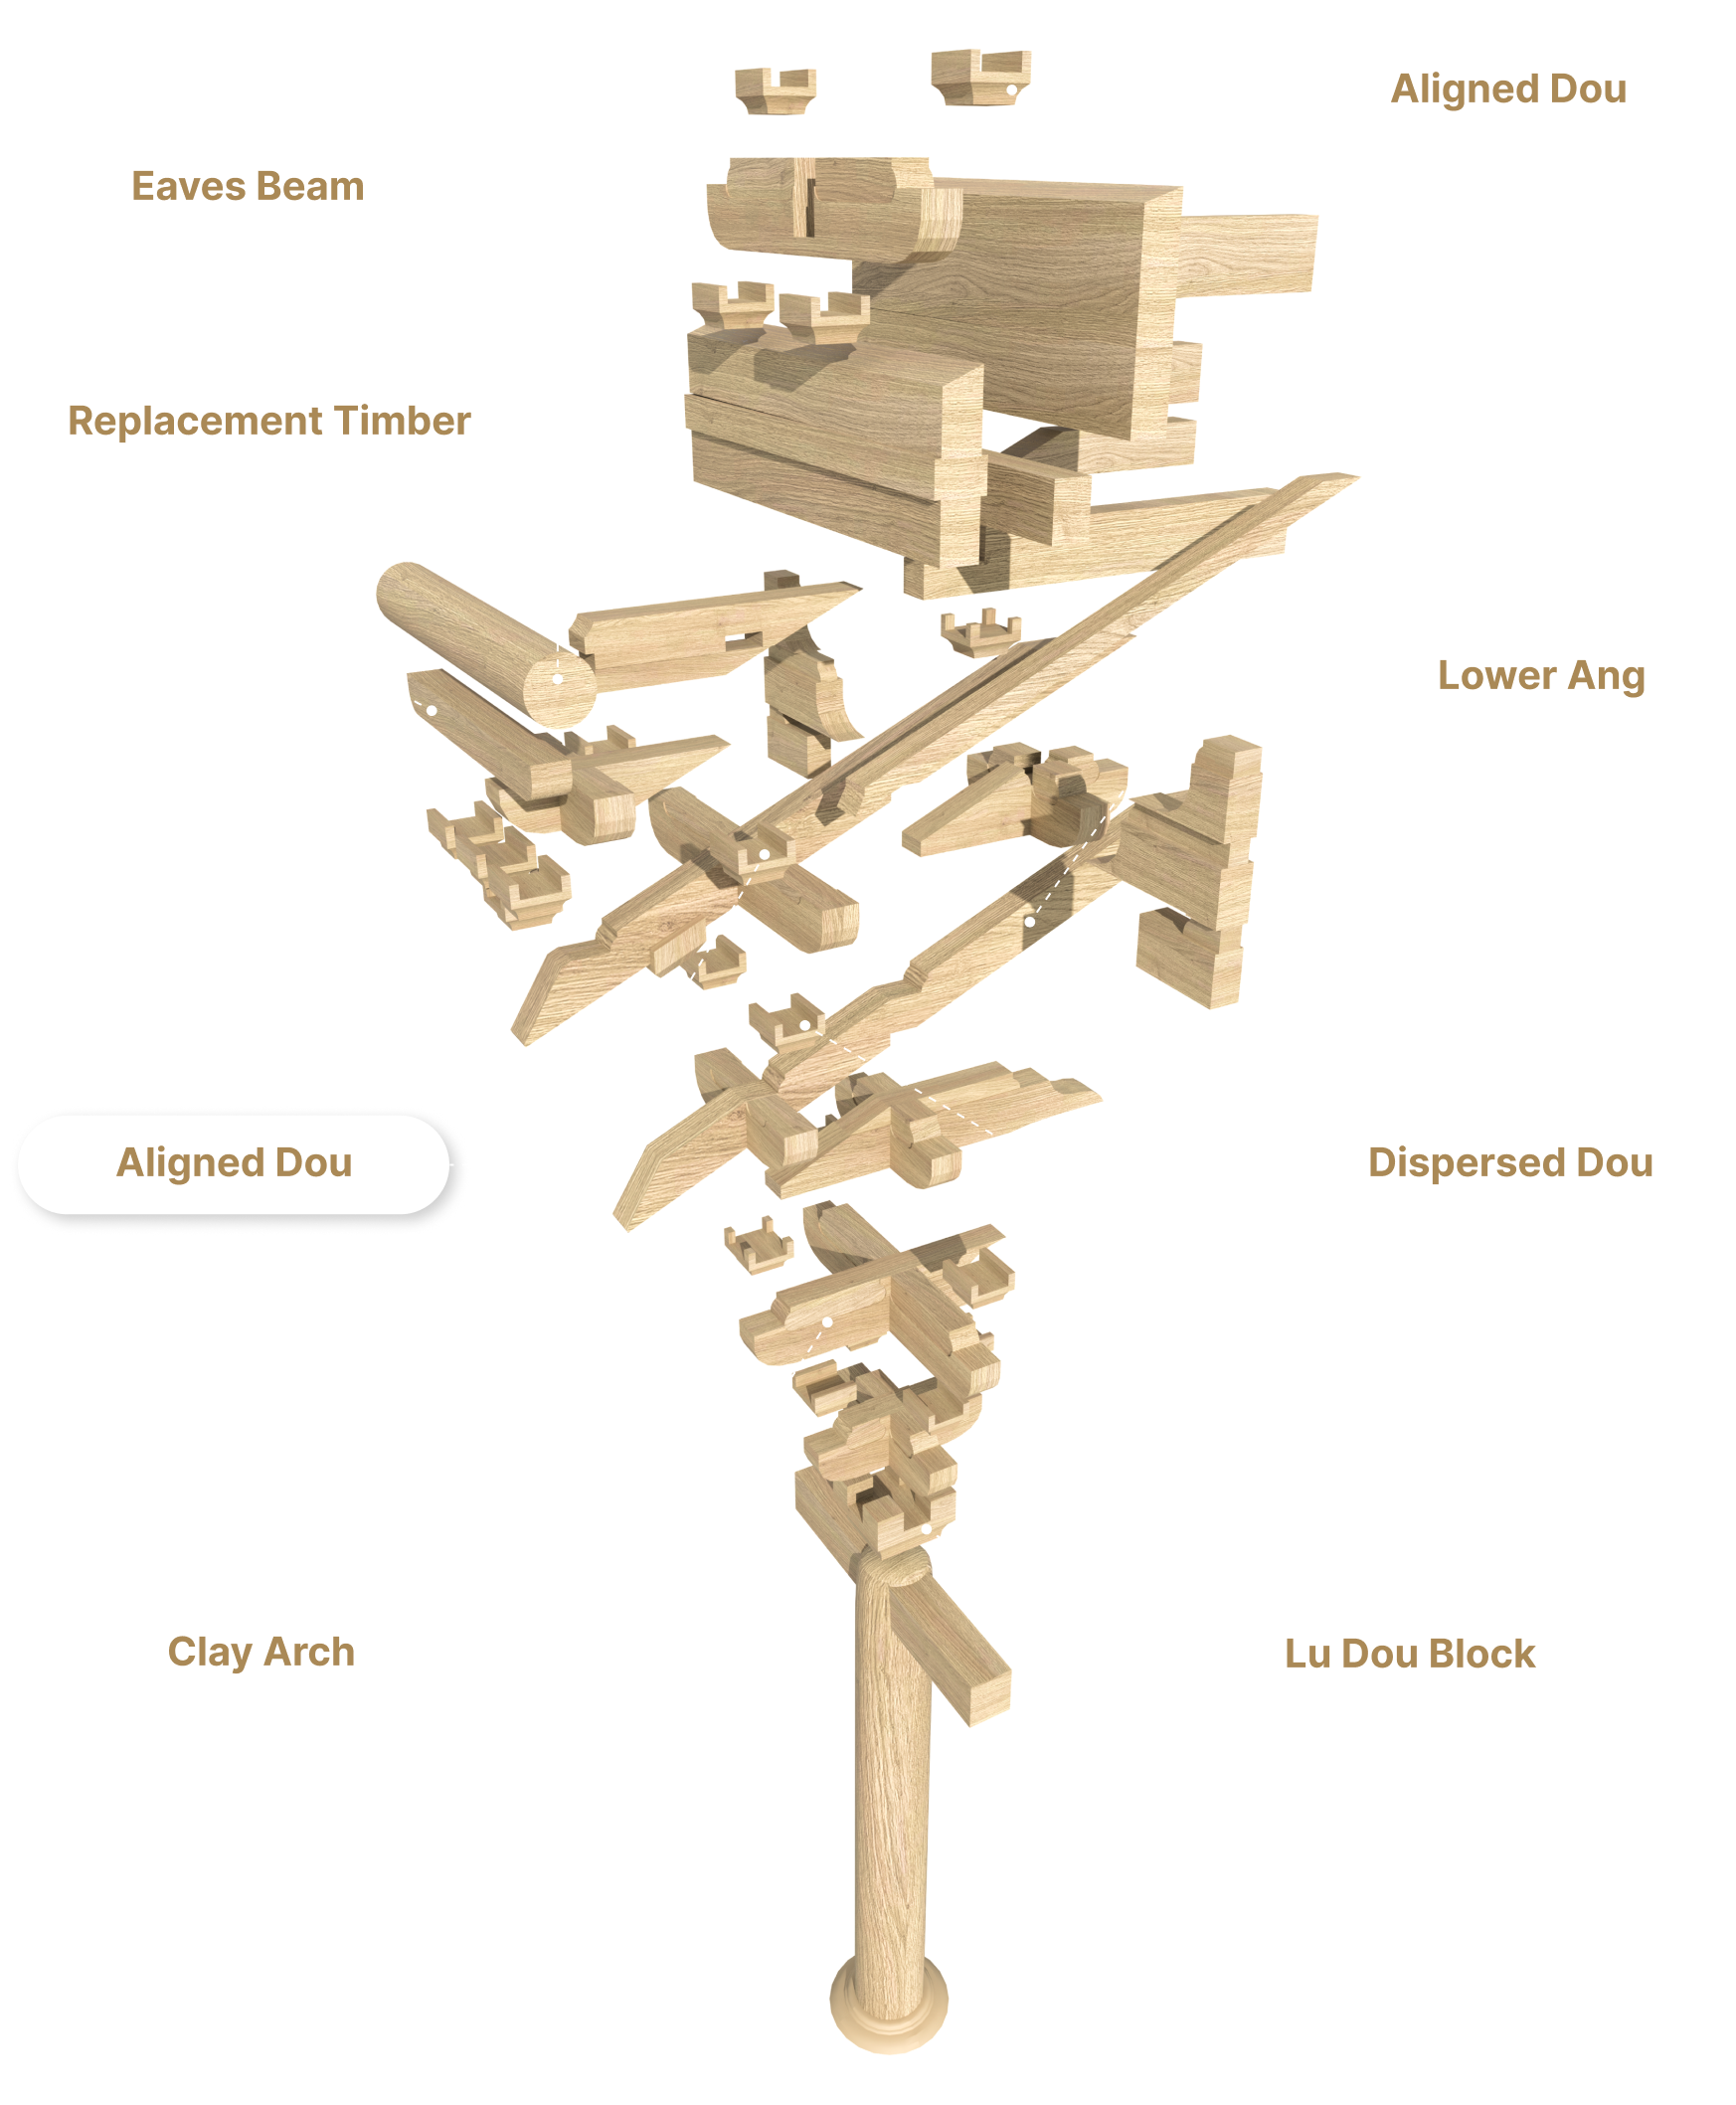 Aligned Dou
Eaves Beam
Replacement Timber
Lower Ang
Aligned Dou
Dispersed Dou
Clay Arch
Lu Dou Block